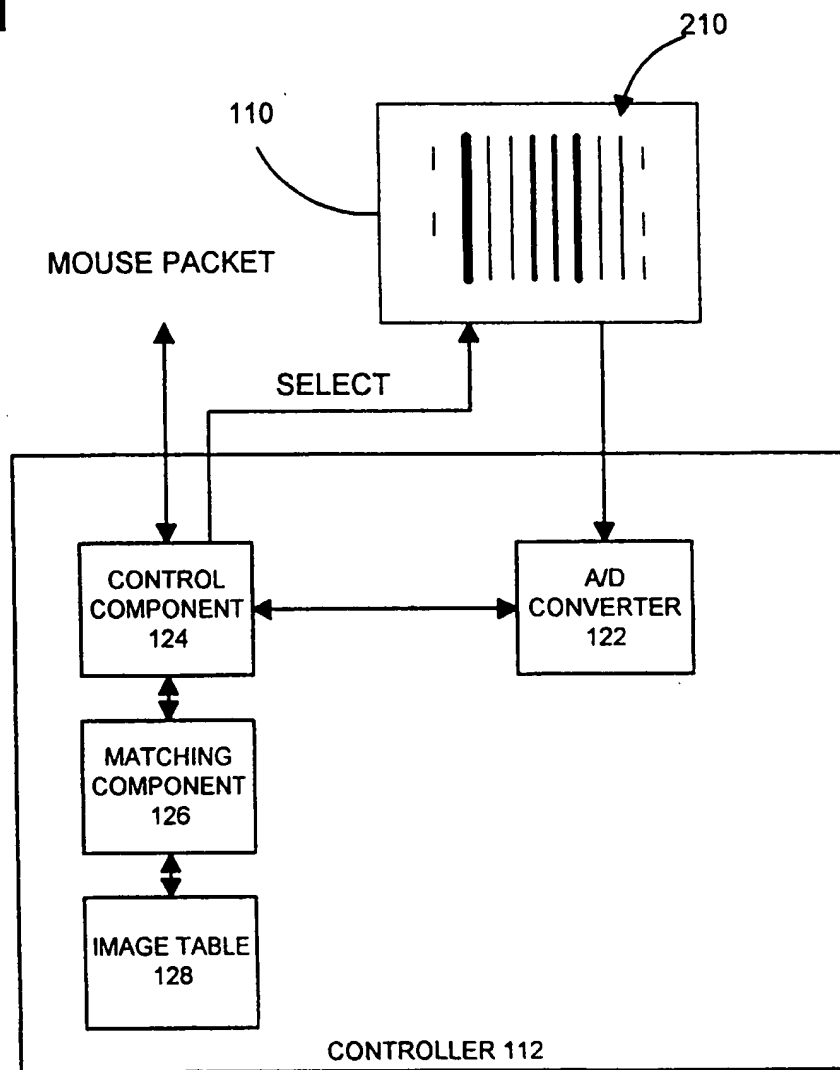 210
110
MOUSE PACKET
SELECT
CONTROL
COMPONENT
124
A/D
CONVERTER
122
MATCHING
COMPONENT
126
IMAGE TABLE
128
CONTROLLER 112